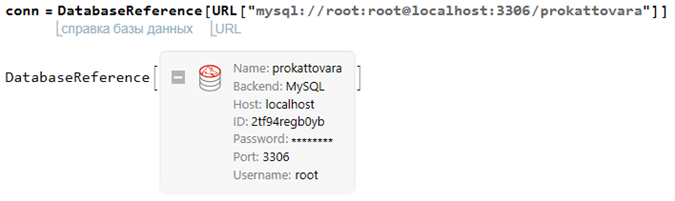 conn = DatabaseReference[URL["mysql://root:root@localhost:3306/prokattovara"]]
справка базы данных URL
DatabaseReference[
Name: prokattovara
Backend: MySQL
Host: localhost
ID: 2tf94regb0yb
Password: ********
Port: 3306
Username: root
]